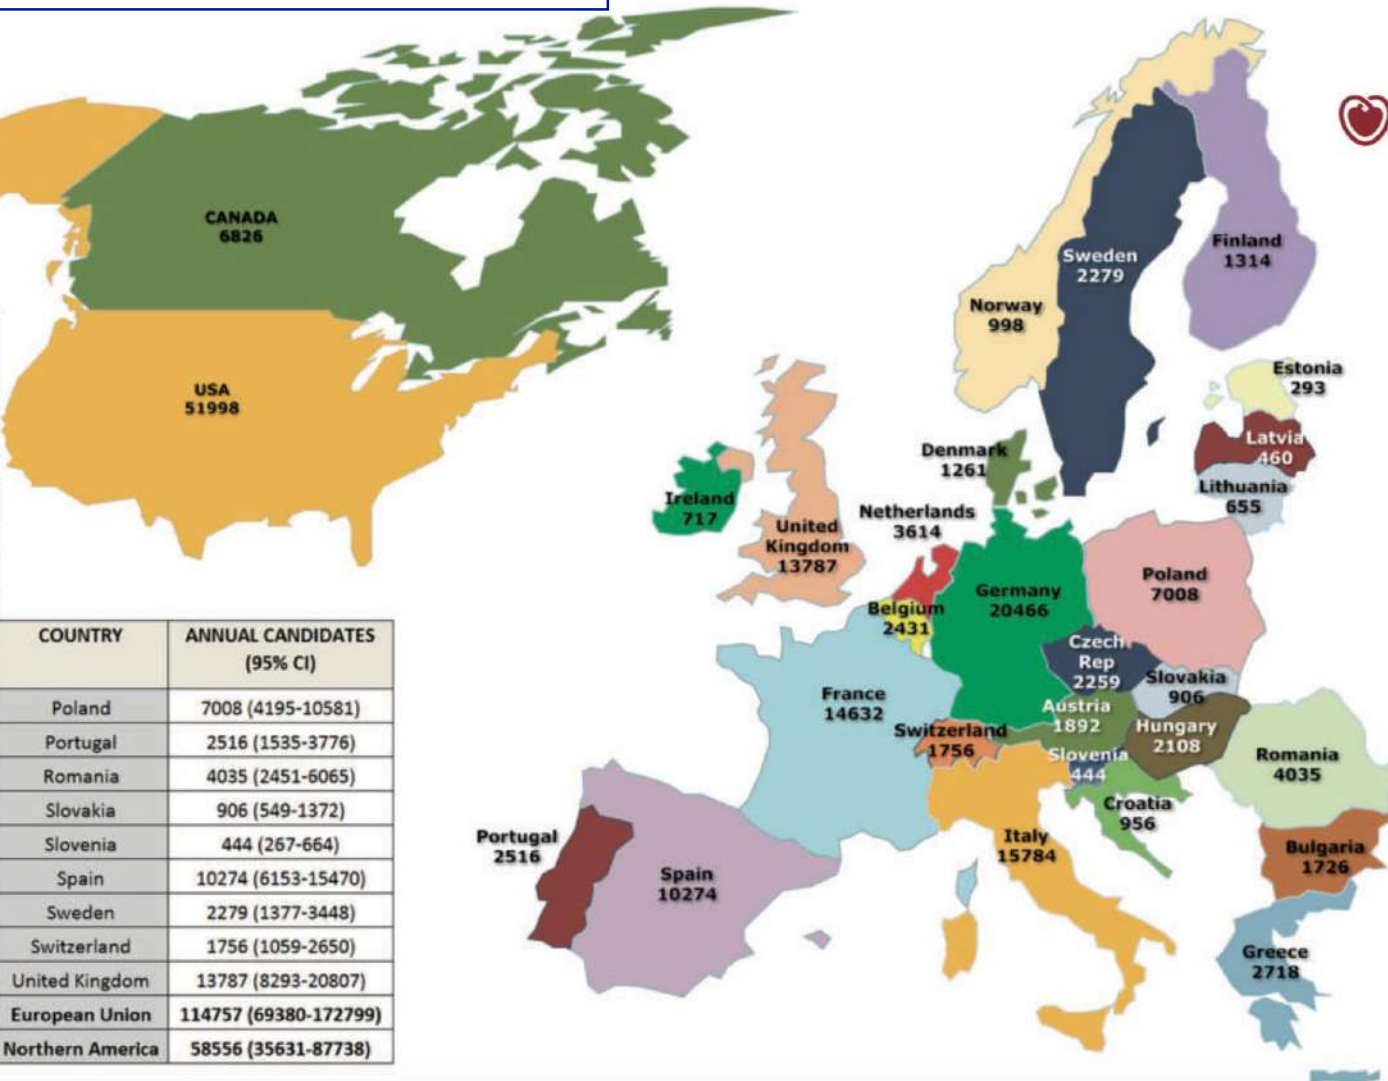 CANADA
6826
USA
51998
Norway
998
Sweden
2279
Finland
1314
Estonia
293
Latvia
460
Lithuania
655
Denmark
1261
Ireland
717
United
Kingdom
13787
Netherlands
3614
Belgium
2431
Germany
20466
Poland
7008
Czech
Rep
2259
Slovakia
906
France
14632
Switzerland
1756
Austria
1892
Hungary
2108
Slovenia
444
Croatia
956
Romania
4035
Bulgaria
1726
Portugal
2516
Spain
10274
Italy
15784
Greece
2718
COUNTRY ANNUAL CANDIDATES
(95% CI)
Poland 7008 (4195-10581)
Portugal 2516 (1535-3776)
Romania 4035 (2451-6065)
Slovakia 906 (549-1372)
Slovenia 444 (267-664)
Spain 10274 (6153-15470)
Sweden 2279 (1377-3448)
Switzerland 1756 (1059-2650)
United Kingdom 13787 (8293-20807)
European Union 114757 (69380-172799)
Northern America 58556 (35631-87738)